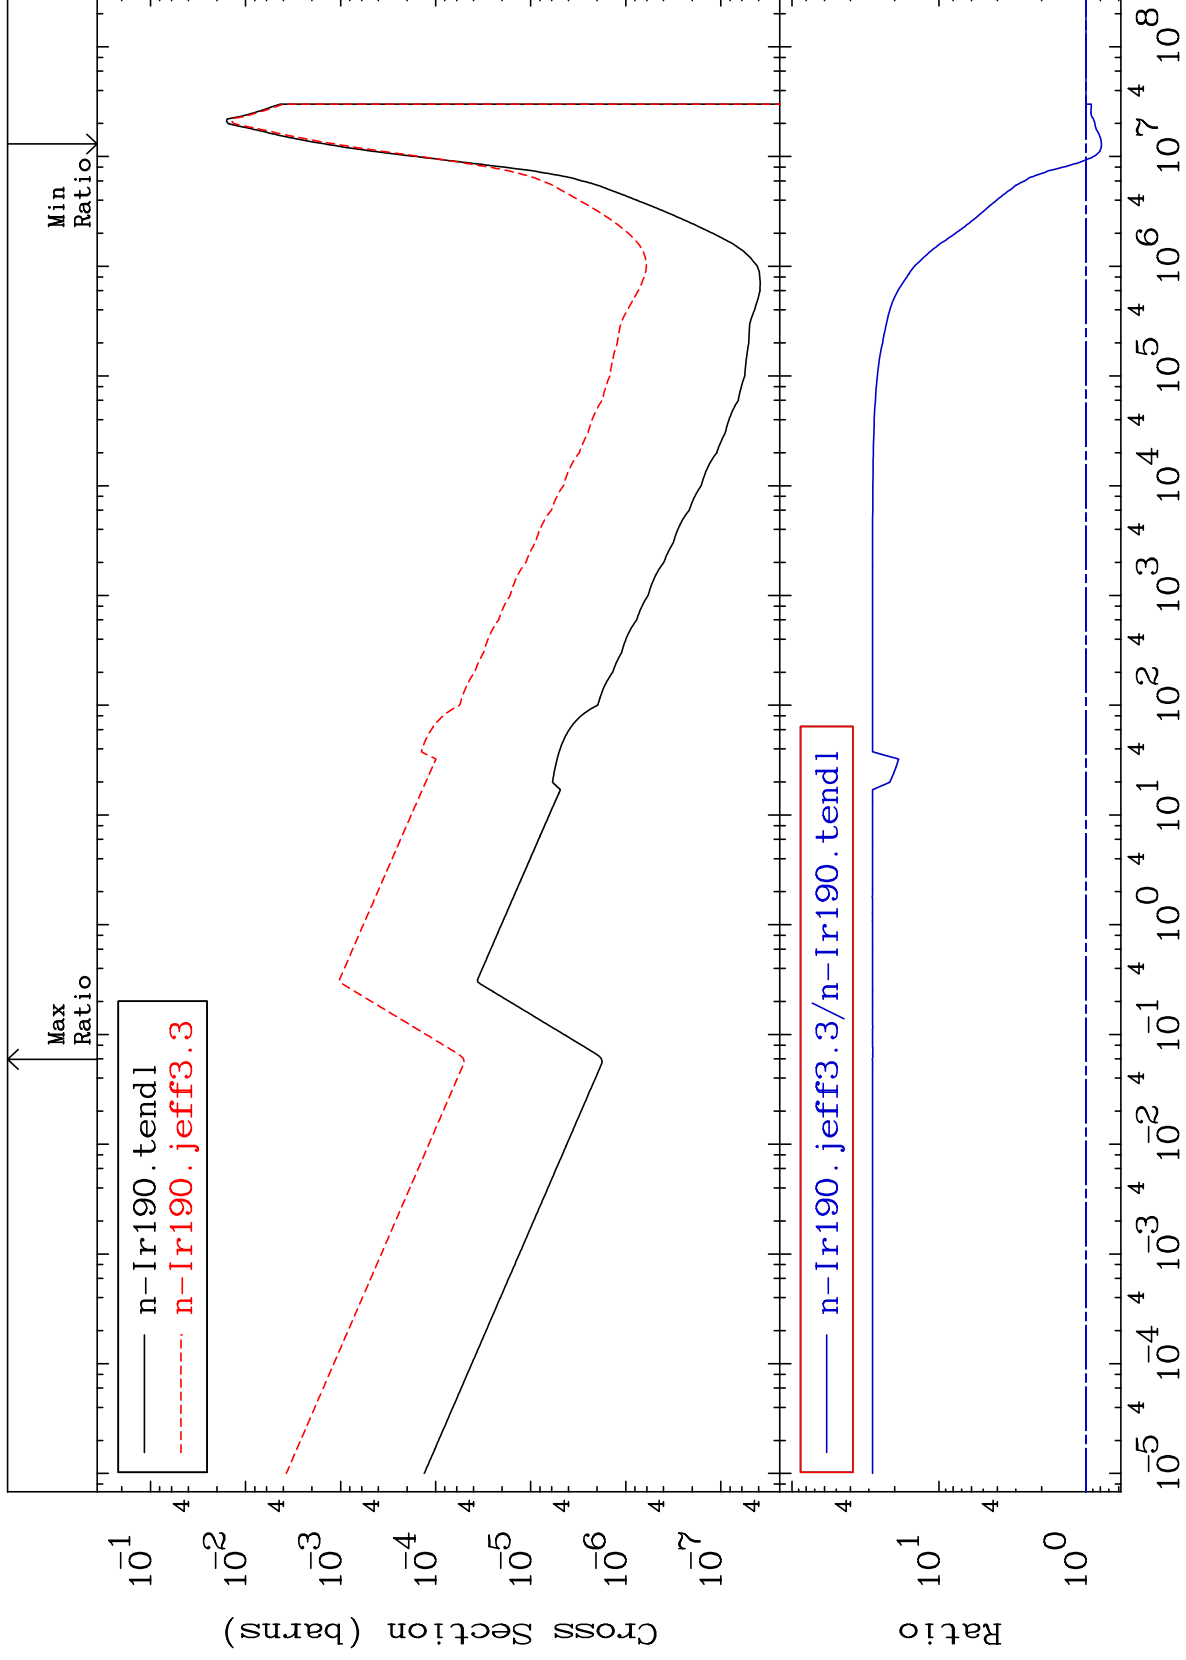 Max
Ratio
Min
Ratio
n-Ir190.tendl
n-Ir190.jeff3.3
Cross Section (barns)
10^-1
4
10^-2
4
10^-3
4
10^-4
4
10^-5
4
10^-6
4
10^-7
4
n-Ir190.jeff3.3/n-Ir190.tendl
Ratio
4
10^1
4
10^0
10^-5 4 10^-4 4 10^-3 4 10^-2 4 10^-1 4 10^0 4 10^1 4 10^2 4 10^3 4 10^4 4 10^5 4 10^6 4 10^7 4 10^8